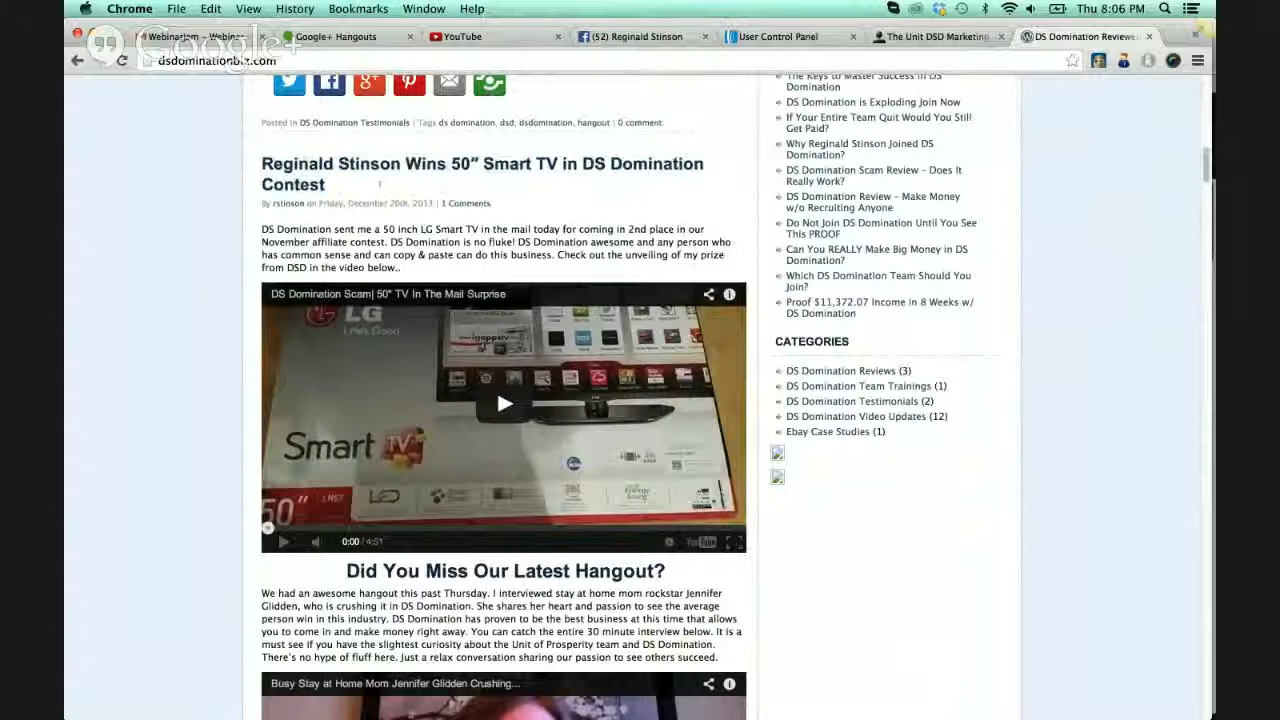 Chrome File Edit View History Bookmarks Window Help Thu 8:06 PM
Google+ Hangouts YouTube (52) Reginald Stinson User Control Panel The Unit DSD Marketing DS Domination Reviewer
Google+
dsdominationbiz.com
Posted in DS Domination Testimonials | Tags ds domination, dsd, dsdomination, hangout | 0 comment
Reginald Stinson Wins 50″ Smart TV in DS Domination
Contest
By rstinson on Friday, December 20th, 2013 | 1 Comments
DS Domination sent me a 50 inch LG Smart TV in the mail today for coming in 2nd place in our
November affiliate contest. DS Domination is no fluke! DS Domination awesome and any person who
has common sense and can copy & paste can do this business. Check out the unveiling of my prize
from DSD in the video below..
DS Domination Scam| 50" TV In The Mail Surprise
LG
Life's Good
Smart TV
50"
LED
0:00 / 4:51
YouTube
Did You Miss Our Latest Hangout?
We had an awesome hangout this past Thursday. I interviewed stay at home mom rockstar Jennifer
Glidden, who is crushing it in DS Domination. She shares her heart and passion to see the average
person win in this industry. DS Domination has proven to be the best business at this time that allows
you to come in and make money right away. You can catch the entire 30 minute interview below. It is a
must see if you have the slightest curiosity about the Unit of Prosperity team and DS Domination.
There's no hype of fluff here. Just a relax conversation sharing our passion to see others succeed.
Busy Stay at Home Mom Jennifer Glidden Crushing...
The Keys to Master Success in DS
Domination
DS Domination is Exploding Join Now
If Your Entire Team Quit Would You Still
Get Paid?
Why Reginald Stinson Joined DS
Domination?
DS Domination Scam Review – Does It
Really Work?
DS Domination Review – Make Money
w/o Recruiting Anyone
Do Not Join DS Domination Until You See
This PROOF
Can You REALLY Make Big Money in DS
Domination?
Which DS Domination Team Should You
Join?
Proof $11,372.07 Income in 8 Weeks w/
DS Domination
CATEGORIES
DS Domination Reviews (3)
DS Domination Team Trainings (1)
DS Domination Testimonials (2)
DS Domination Video Updates (12)
Ebay Case Studies (1)